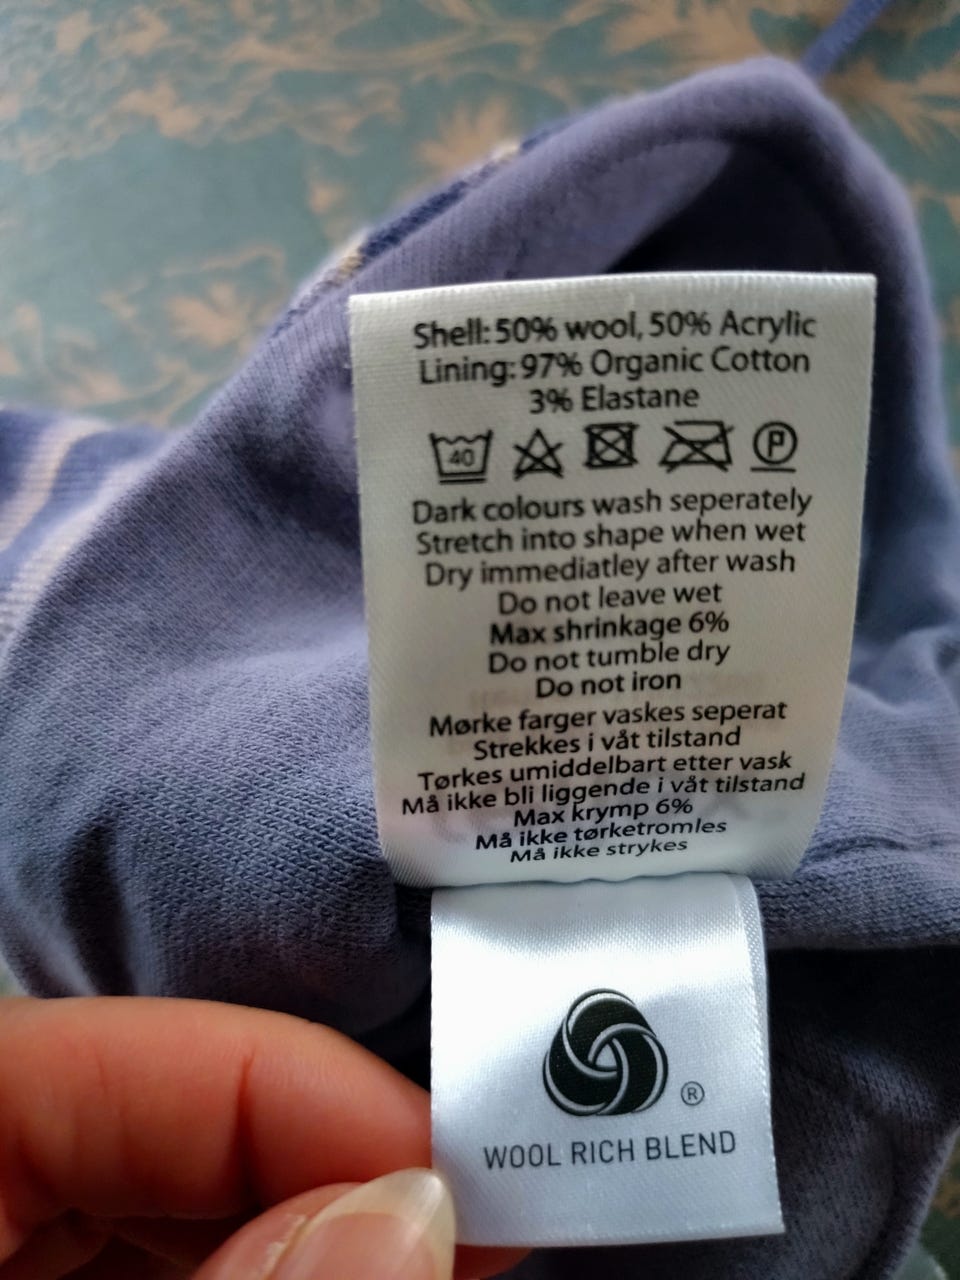 Shell: 50% wool, 50% Acrylic
Lining: 97% Organic Cotton
3% Elastane
40 P
Dark colours wash seperately
Stretch into shape when wet
Dry immediatley after wash
Do not leave wet
Max shrinkage 6%
Do not tumble dry
Do not iron
Mørke farger vaskes seperat
Strekkes i våt tilstand
Tørkes umiddelbart etter vask
Må ikke bli liggende i våt tilstand
Max krymp 6%
Må ikke tørketromles
Må ikke strykes
®
WOOL RICH BLEND